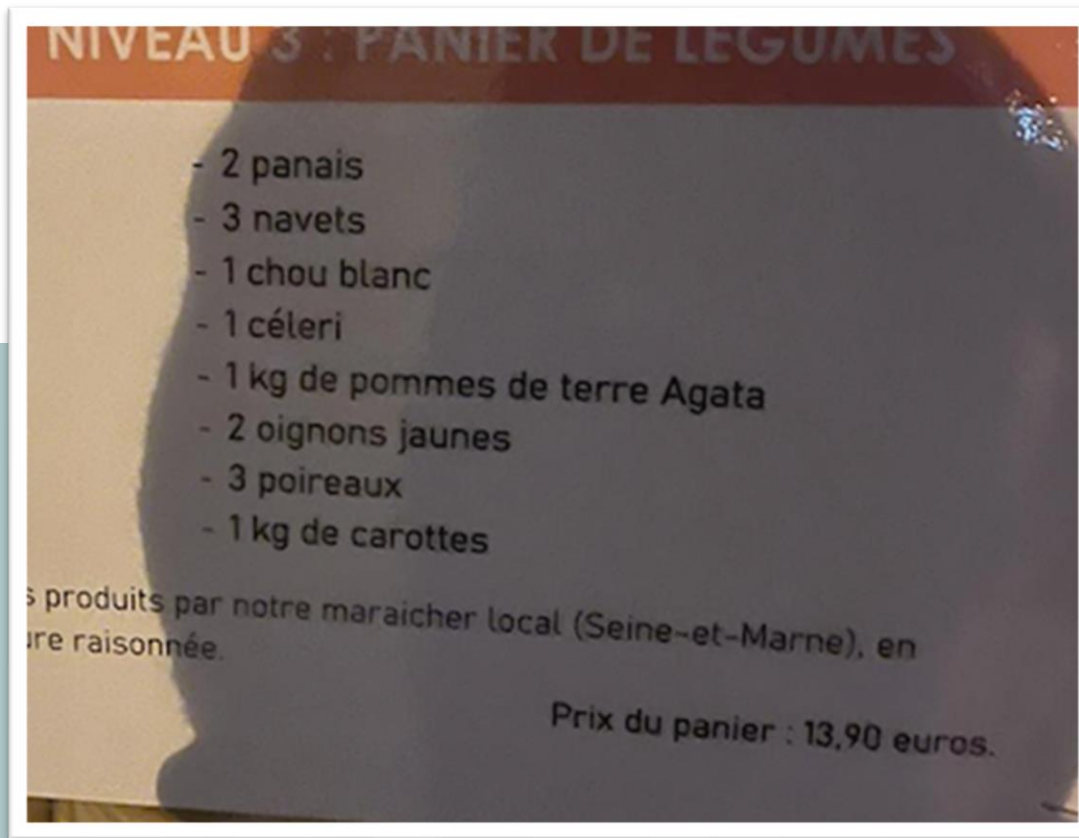 NIVEAU 3 : PANIER DE LÉGUMES
- 2 panais
- 3 navets
- 1 chou blanc
- 1 céleri
- 1 kg de pommes de terre Agata
- 2 oignons jaunes
- 3 poireaux
- 1 kg de carottes
produits par notre maraicher local (Seine-et-Marne), en
raisonnée.
Prix du panier : 13,90 euros.